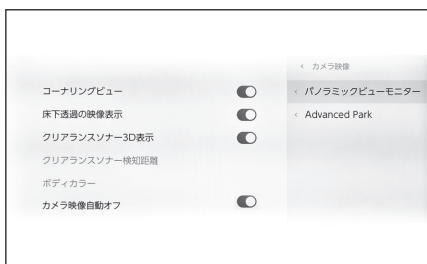 コーナリングビュー
床下透過の映像表示
クリアランスソナー3D表示
クリアランスソナー検知距離
ボディカラー
カメラ映像自動オフ
‹ カメラ映像
‹ パノラミックビューモニター
‹ Advanced Park